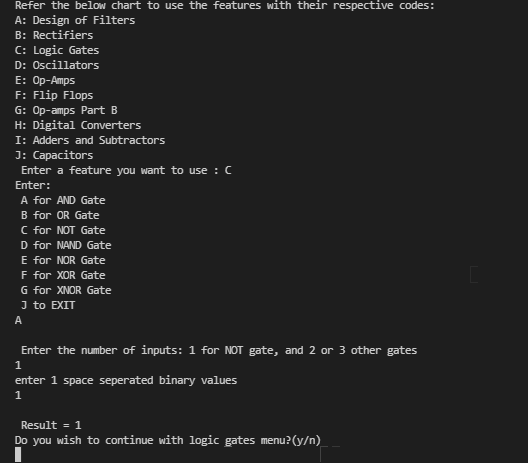 Refer the below chart to use the features with their respective codes:
A: Design of Filters
B: Rectifiers
C: Logic Gates
D: Oscillators
E: Op-Amps
F: Flip Flops
G: Op-amps Part B
H: Digital Converters
I: Adders and Subtractors
J: Capacitors
Enter a feature you want to use : C
Enter:
A for AND Gate
B for OR Gate
C for NOT Gate
D for NAND Gate
E for NOR Gate
F for XOR Gate
G for XNOR Gate
J to EXIT
A
Enter the number of inputs: 1 for NOT gate, and 2 or 3 other gates
1
enter 1 space seperated binary values
1
Result = 1
Do you wish to continue with logic gates menu?(y/n)